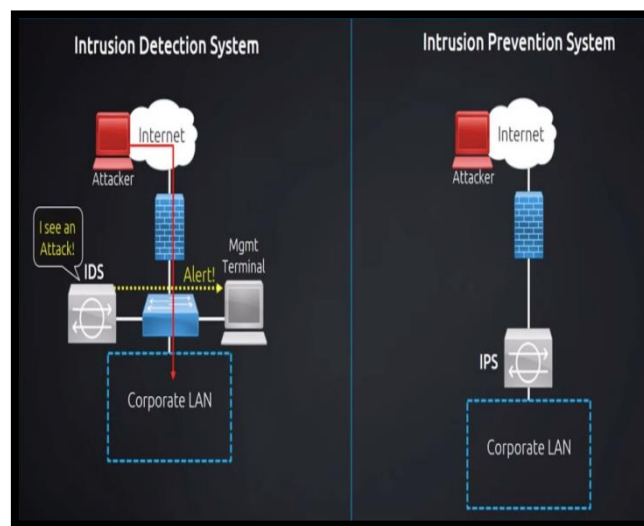 Intrusion Detection System
Internet
Attacker
I see an
Attack!
IDS
Mgmt
Terminal
Alert!
Corporate LAN
Intrusion Prevention System
Internet
Attacker
IPS
Corporate LAN